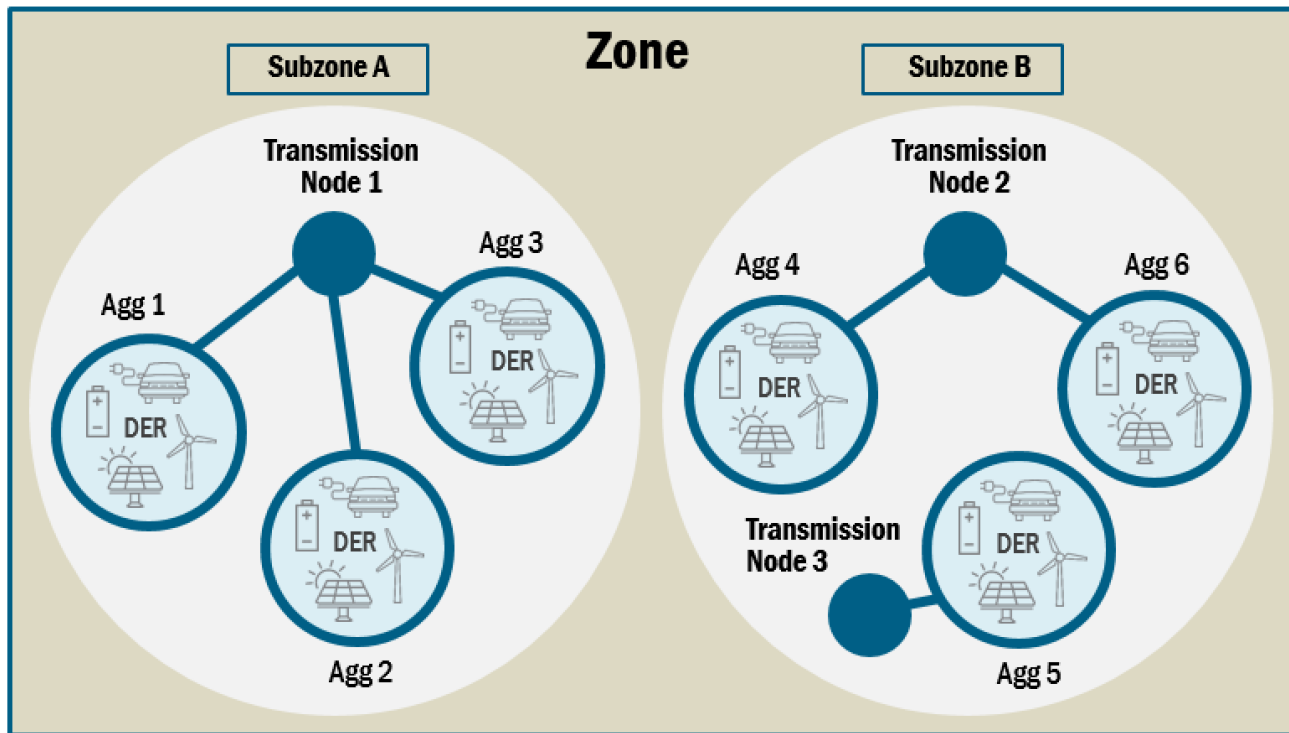 Zone
Subzone A
Subzone B
Transmission
Node 1
Agg 1
Agg 3
Agg 2
DER
DER
DER
Transmission
Node 2
Agg 4
Agg 6
Transmission
Node 3
Agg 5
DER
DER
DER